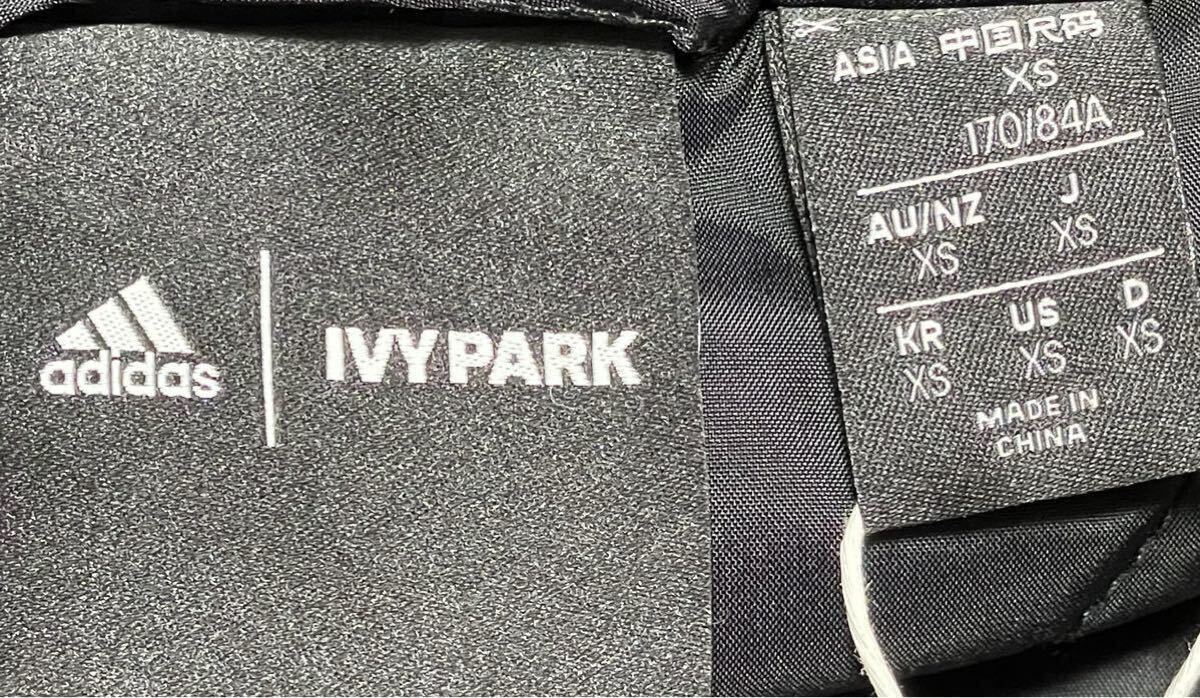 adidas
IVY PARK
ASIA 中国尺码
XS
170/84A
AU/NZ J
XS XS
KR US D
XS XS XS
MADE IN
CHINA